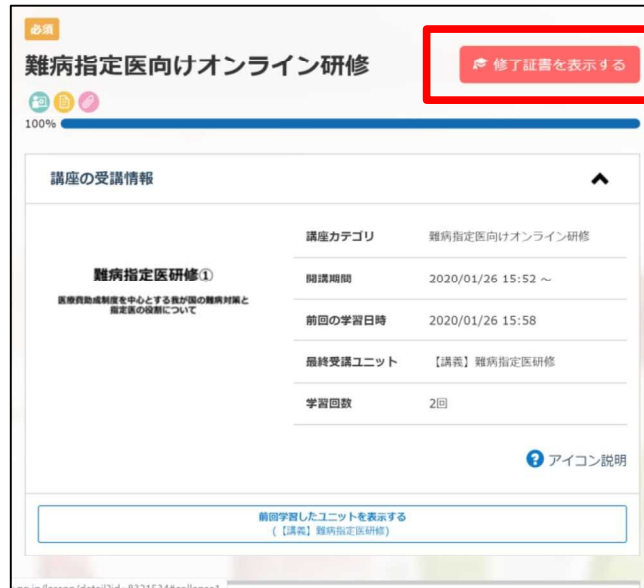 必須
難病指定医向けオンライン研修
修了証書を表示する
100%
講座の受講情報
難病指定医研修①
医療費助成制度を中心とする我が国の難病対策と
指定医の役割について
講座カテゴリ 難病指定医向けオンライン研修
開講期間 2020/01/26 15:52 ～
前回の学習日時 2020/01/26 15:58
最終受講ユニット 【講義】難病指定医研修
学習回数 2回
アイコン説明
前回学習したユニットを表示する
(【講義】難病指定医研修)